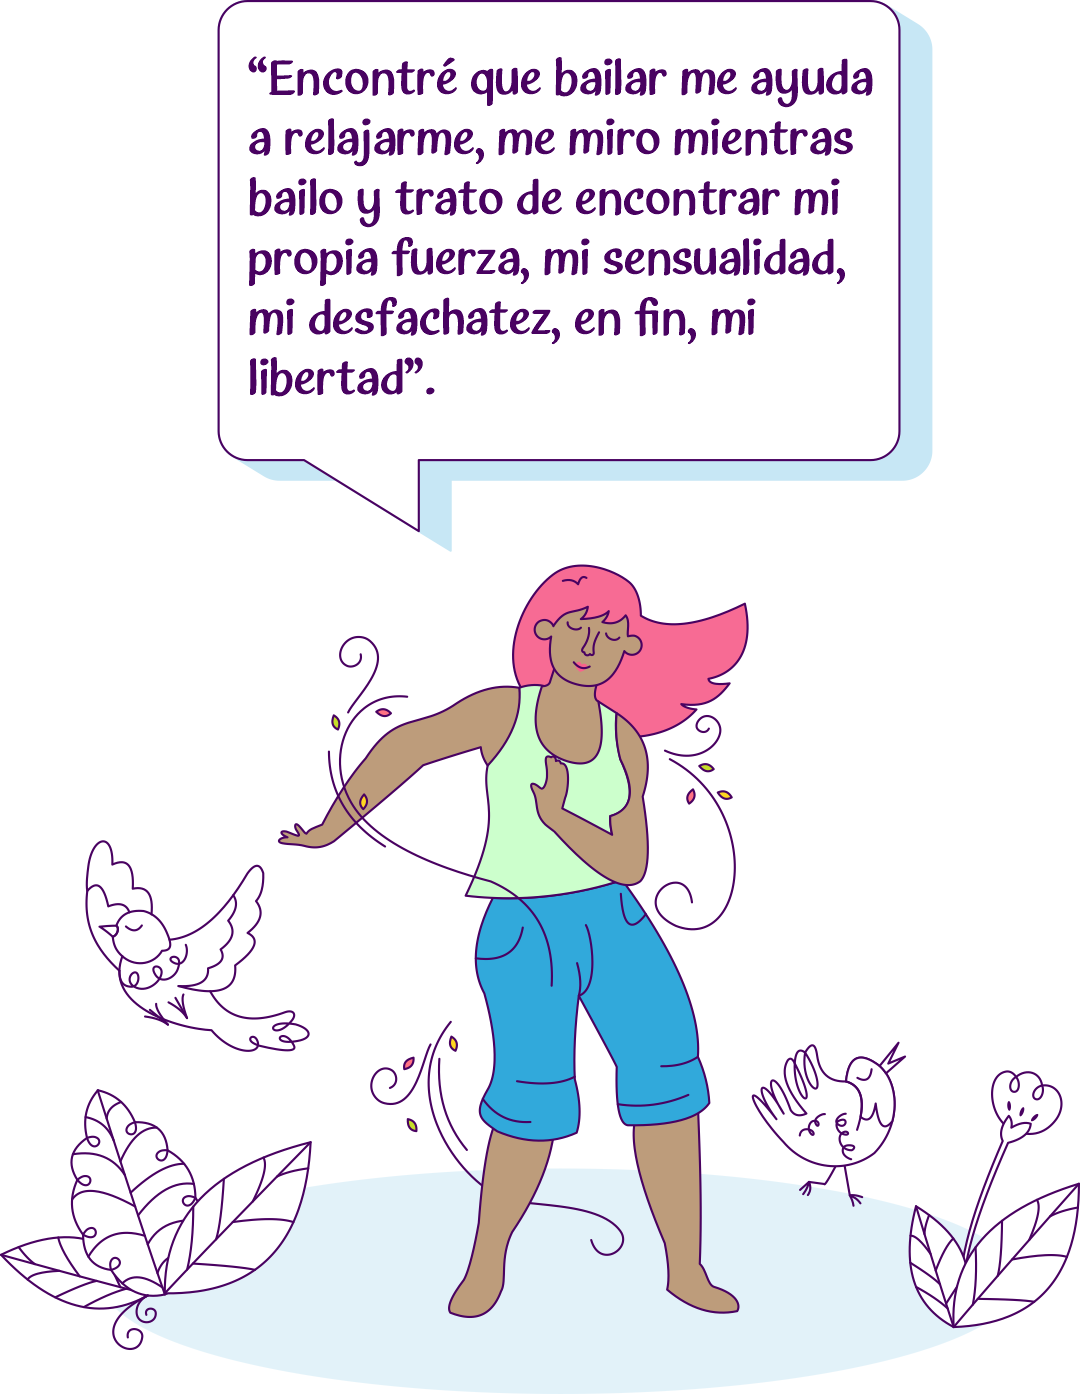 “Encontré que bailar me ayuda
a relajarme, me miro mientras
bailo y trato de encontrar mi
propia fuerza, mi sensualidad,
mi desfachatez, en fin, mi
libertad”.